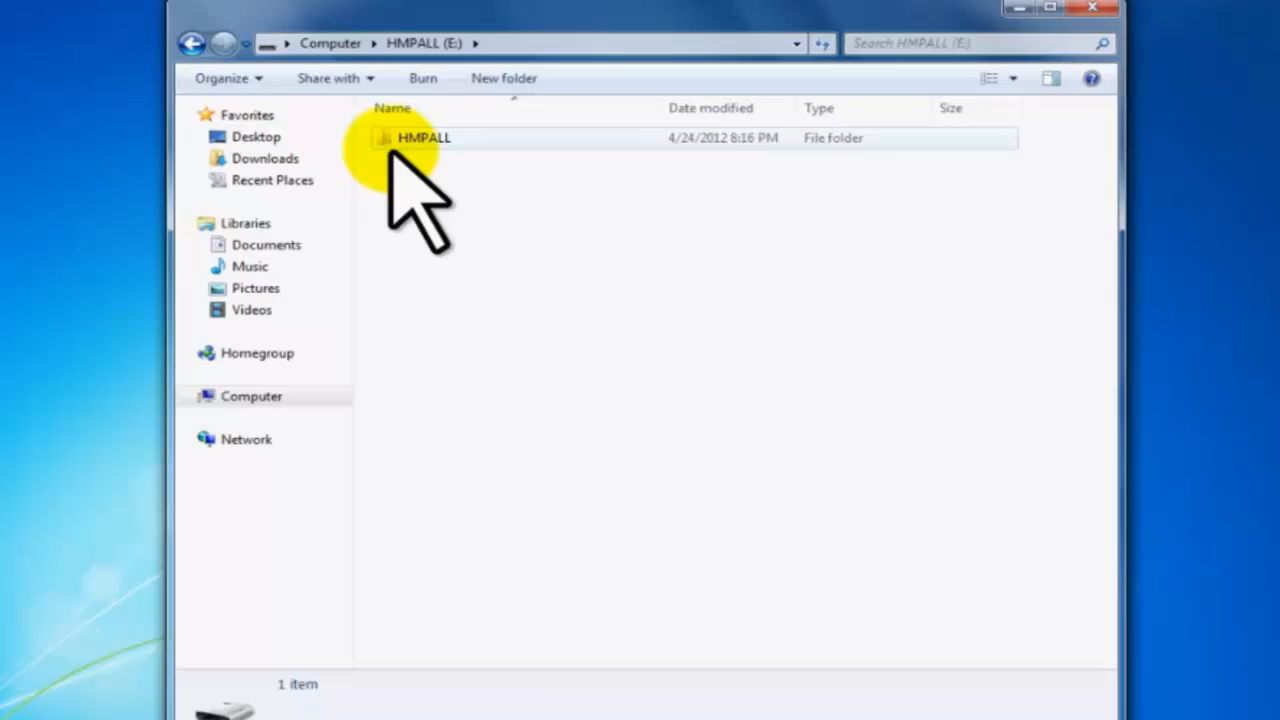 Computer HMPALL (E:)
Search HMPALL (E:)
Organize Share with Burn New folder
Name Date modified Type Size
HMPALL 4/24/2012 8:16 PM File folder
Favorites
Desktop
Downloads
Recent Places
Libraries
Documents
Music
Pictures
Videos
Homegroup
Computer
Network
1 item